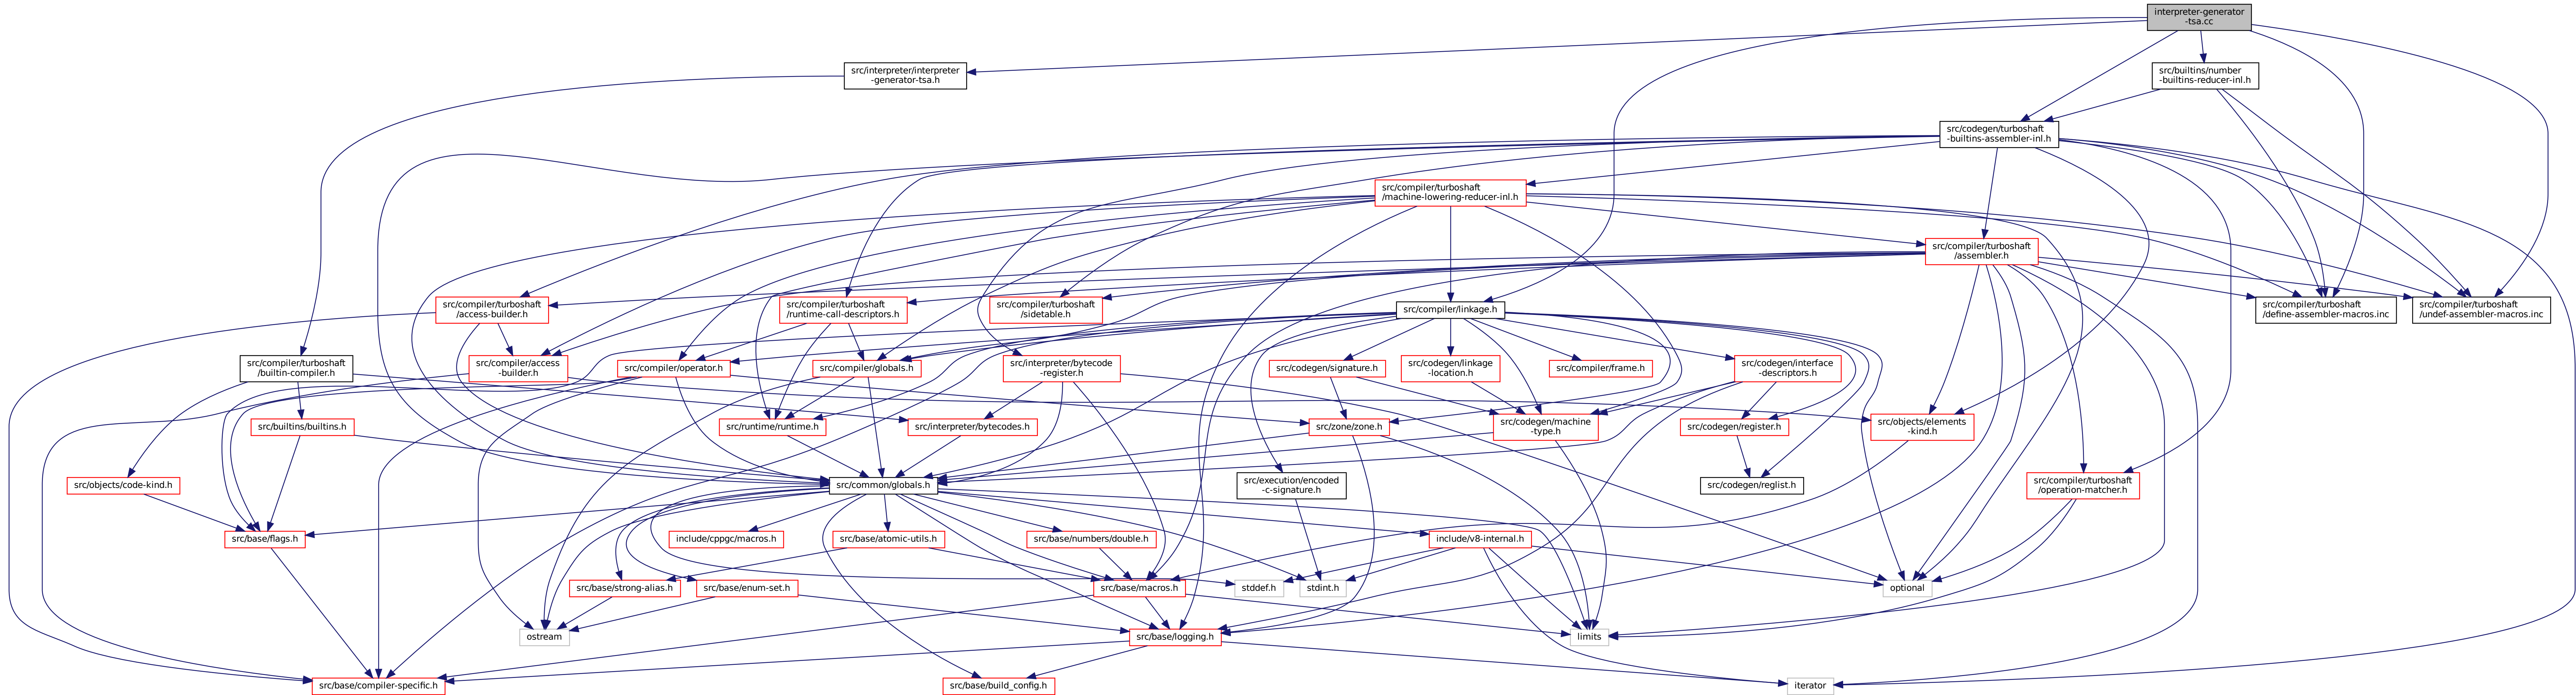 interpreter-generator
-tsa.cc
src/interpreter/interpreter
-generator-tsa.h
src/builtins/number
-builtins-reducer-inl.h
src/codegen/turboshaft
-builtins-assembler-inl.h
src/compiler/turboshaft
/machine-lowering-reducer-inl.h
src/compiler/turboshaft
/assembler.h
src/compiler/turboshaft
/access-builder.h
src/compiler/turboshaft
/runtime-call-descriptors.h
src/compiler/turboshaft
/sidetable.h
src/compiler/linkage.h
src/compiler/turboshaft
/define-assembler-macros.inc
src/compiler/turboshaft
/undef-assembler-macros.inc
src/compiler/turboshaft
/builtin-compiler.h
src/compiler/access
-builder.h
src/compiler/operator.h
src/compiler/globals.h
src/interpreter/bytecode
-register.h
src/codegen/signature.h
src/codegen/linkage
-location.h
src/compiler/frame.h
src/codegen/interface
-descriptors.h
src/builtins/builtins.h
src/runtime/runtime.h
src/interpreter/bytecodes.h
src/zone/zone.h
src/codegen/machine
-type.h
src/codegen/register.h
src/objects/elements
-kind.h
src/objects/code-kind.h
src/common/globals.h
src/execution/encoded
-c-signature.h
src/codegen/reglist.h
src/compiler/turboshaft
/operation-matcher.h
src/base/flags.h
include/cppgc/macros.h
src/base/atomic-utils.h
src/base/numbers/double.h
include/v8-internal.h
src/base/strong-alias.h
src/base/enum-set.h
src/base/macros.h
stddef.h
stdint.h
optional
ostream
src/base/logging.h
limits
src/base/compiler-specific.h
src/base/build_config.h
iterator